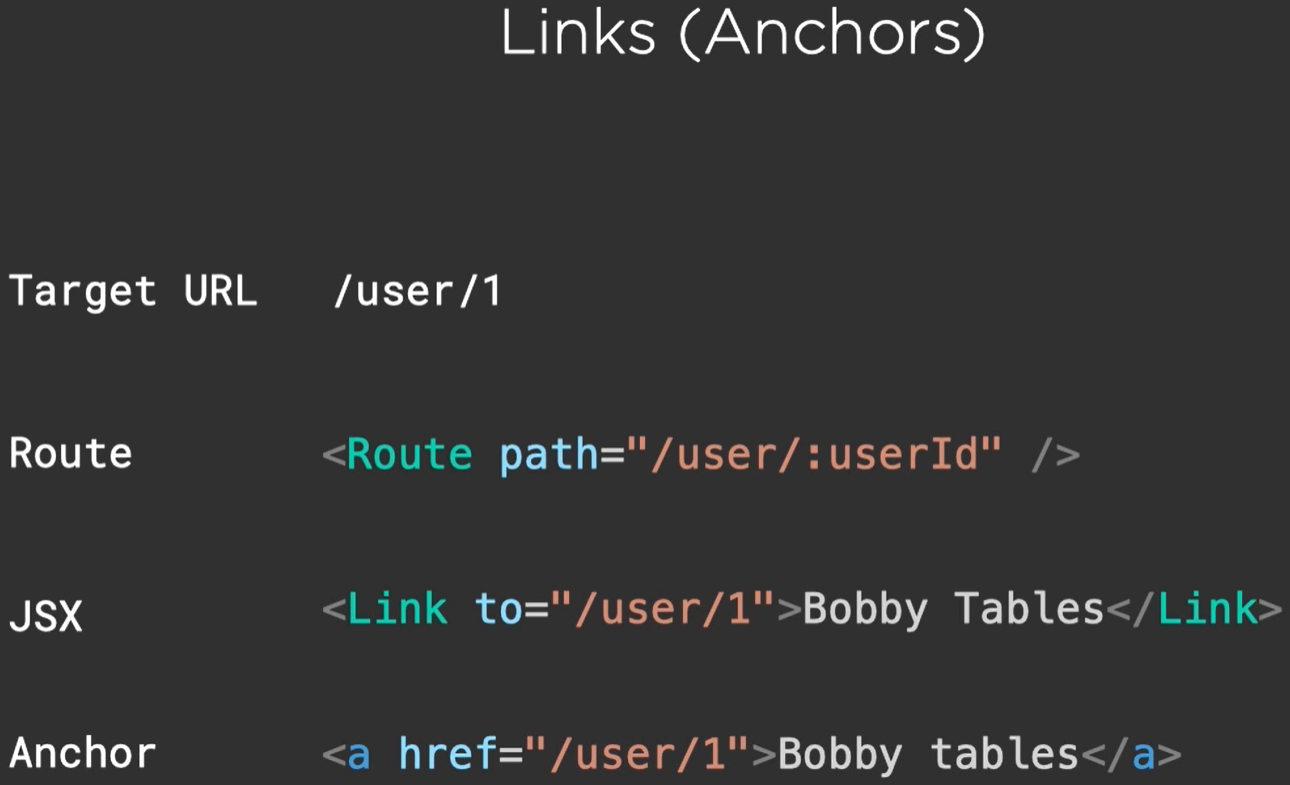 Links (Anchors)
Target URL /user/1
Route <Route path="/user/:userId" />
JSX <Link to="/user/1">Bobby Tables</Link>
Anchor <a href="/user/1">Bobby tables</a>